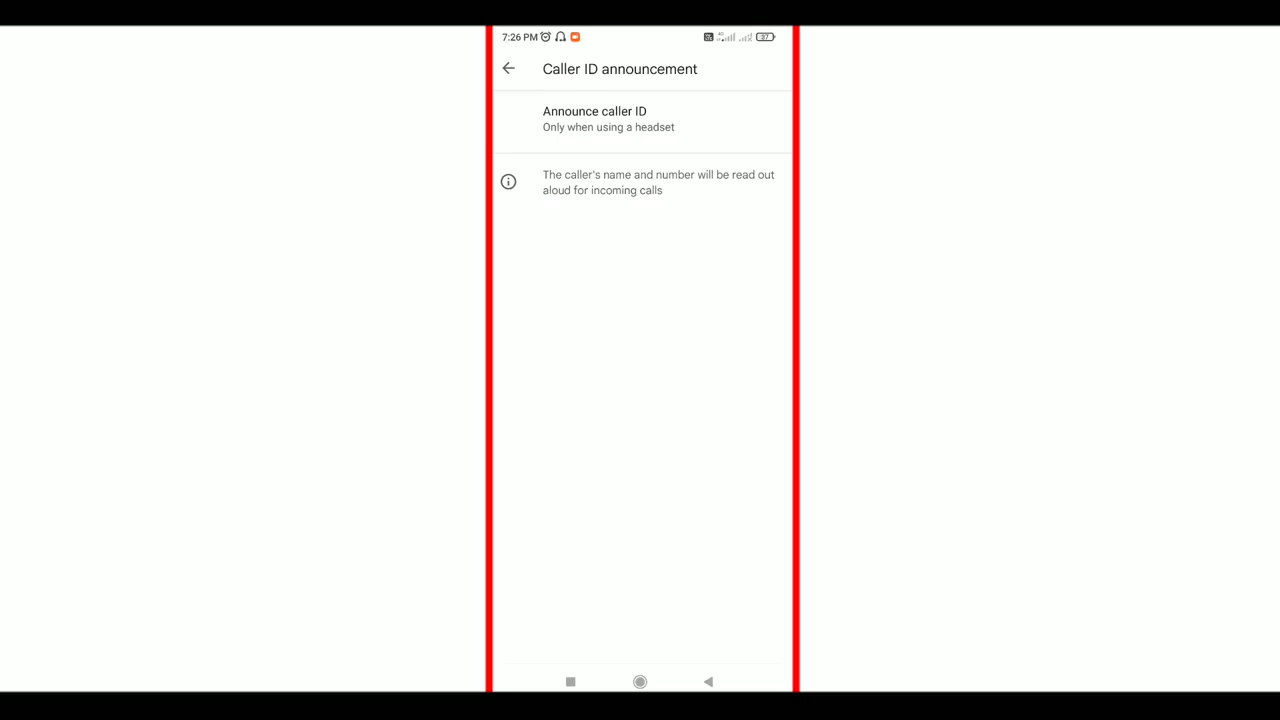 7:26 PM
37
Caller ID announcement
Announce caller ID
Only when using a headset
The caller's name and number will be read out
aloud for incoming calls